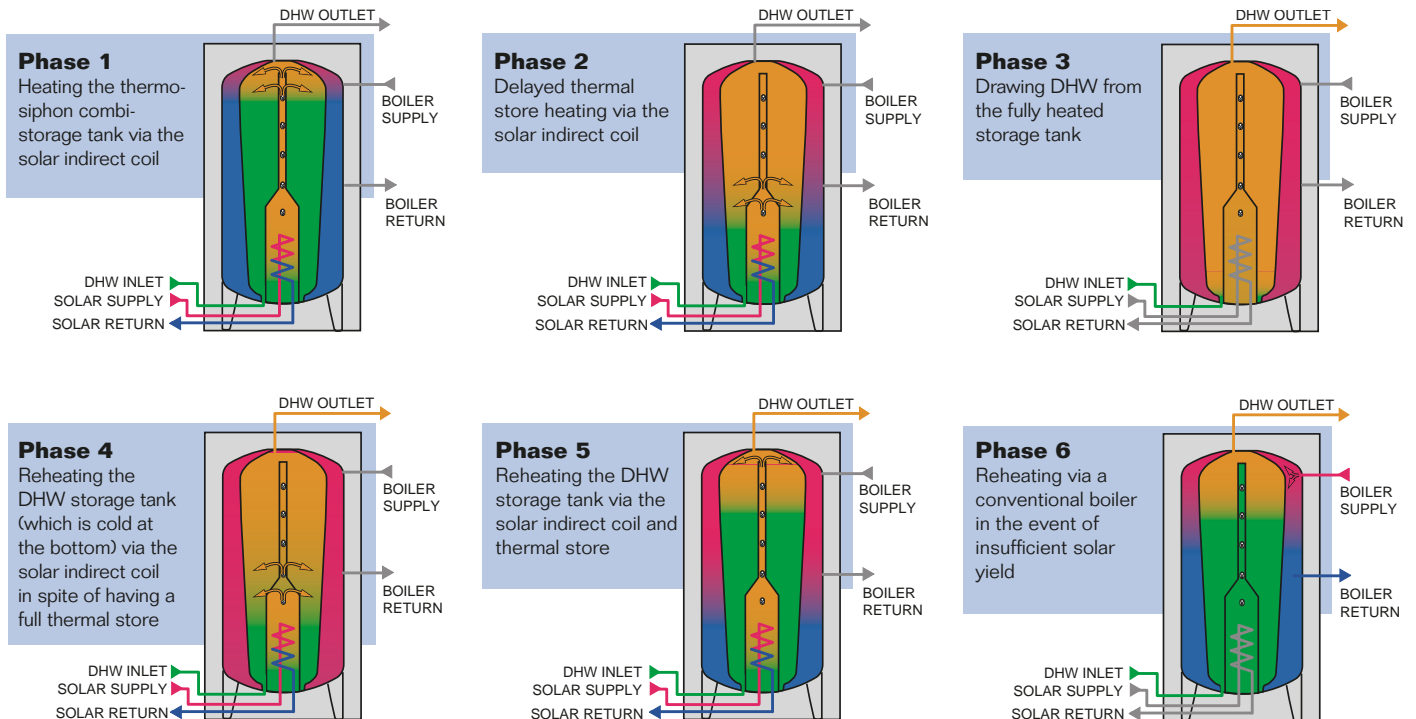 DHW OUTLET
Phase 1
Heating the thermo-
siphon combi-
storage tank via the
solar indirect coil
BOILER
SUPPLY
BOILER
RETURN
DHW INLET
SOLAR SUPPLY
SOLAR RETURN
DHW OUTLET
Phase 2
Delayed thermal
store heating via the
solar indirect coil
BOILER
SUPPLY
BOILER
RETURN
DHW INLET
SOLAR SUPPLY
SOLAR RETURN
DHW OUTLET
Phase 3
Drawing DHW from
the fully heated
storage tank
BOILER
SUPPLY
BOILER
RETURN
DHW INLET
SOLAR SUPPLY
SOLAR RETURN
DHW OUTLET
Phase 4
Reheating the
DHW storage tank
(which is cold at
the bottom) via the
solar indirect coil
in spite of having a
full thermal store
BOILER
SUPPLY
BOILER
RETURN
DHW INLET
SOLAR SUPPLY
SOLAR RETURN
DHW OUTLET
Phase 5
Reheating the DHW
storage tank via the
solar indirect coil and
thermal store
BOILER
SUPPLY
BOILER
RETURN
DHW INLET
SOLAR SUPPLY
SOLAR RETURN
DHW OUTLET
Phase 6
Reheating via a
conventional boiler
in the event of
insufficient solar
yield
BOILER
SUPPLY
BOILER
RETURN
DHW INLET
SOLAR SUPPLY
SOLAR RETURN